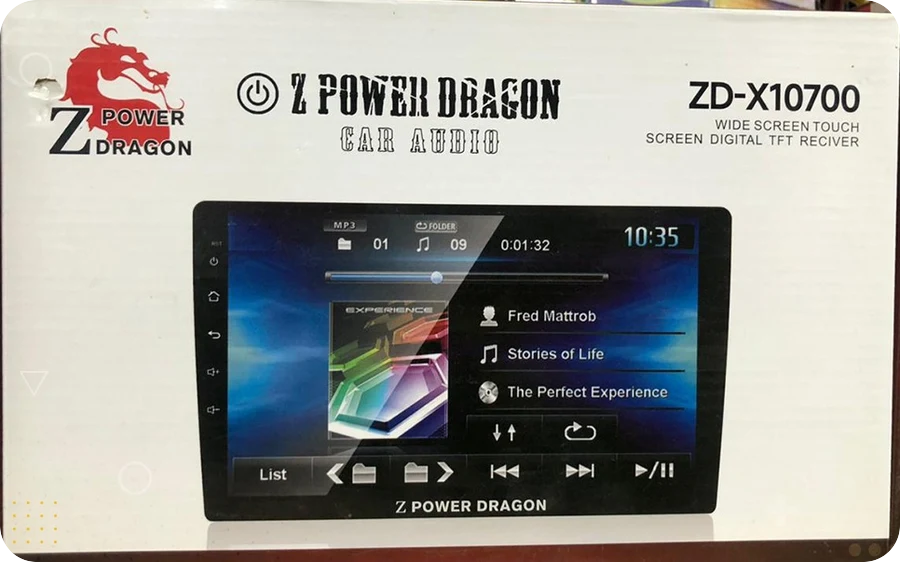 Z POWER
DRAGON
Z POWER DRAGON
CAR AUDIO
ZD-X10700
WIDE SCREEN TOUCH
SCREEN DIGITAL TFT RECIVER
MP3
FOLDER
01
09
0:01:32
10:35
EXPERIENCE
Fred Mattrob
Stories of Life
The Perfect Experience
List
Z POWER DRAGON